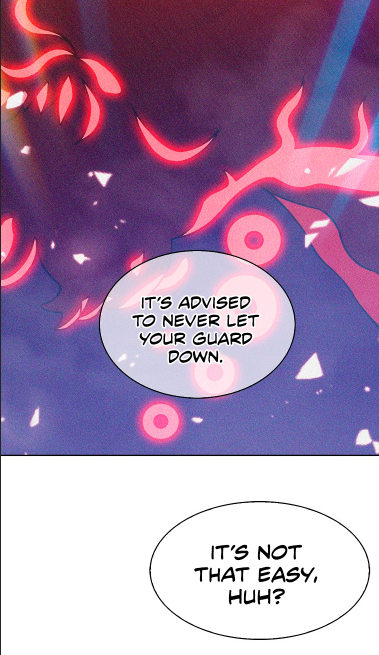 IT'S ADVISED
TO NEVER LET
YOUR GUARD
DOWN.
IT'S NOT
THAT EASY,
HUH?